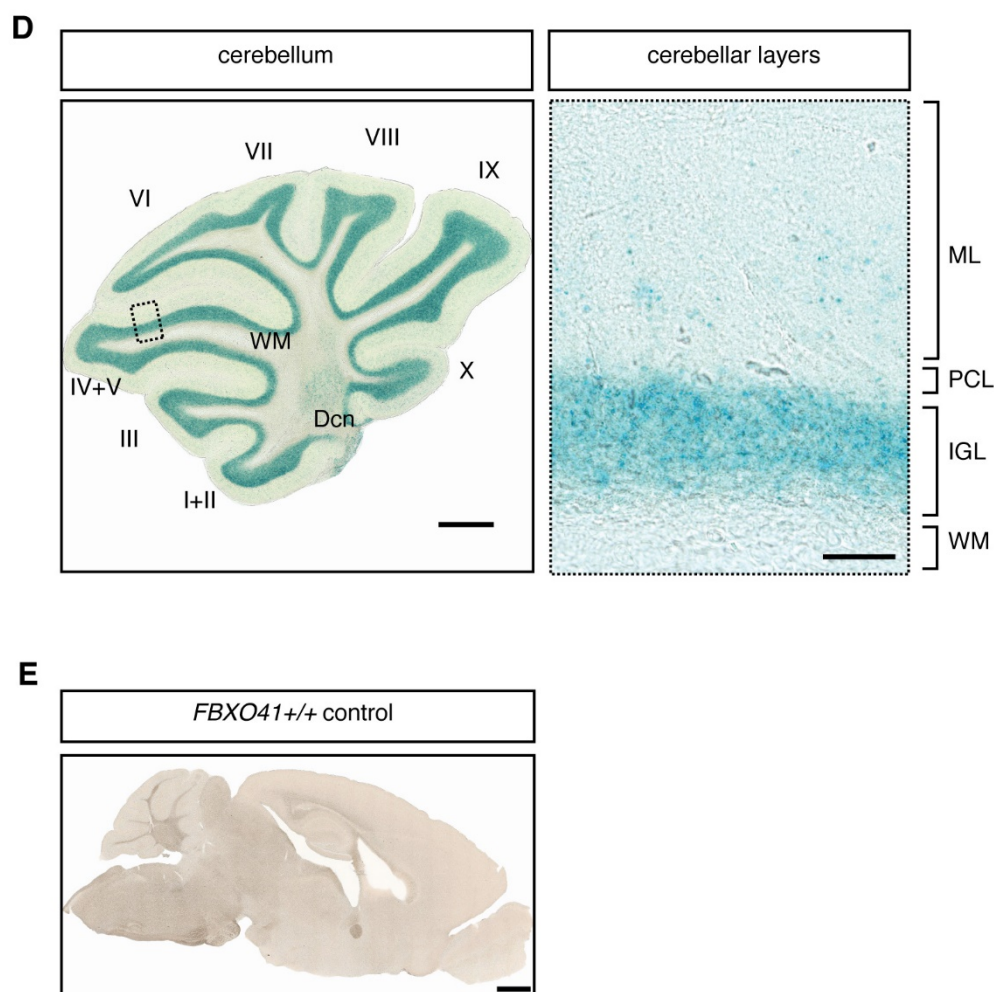 D
cerebellum
cerebellar layers
VIII
VII
IX
VI
ML
WM
X
PCL
IV+V
Dcn
III
IGL
I+II
WM
E
FBXO41+/+ control